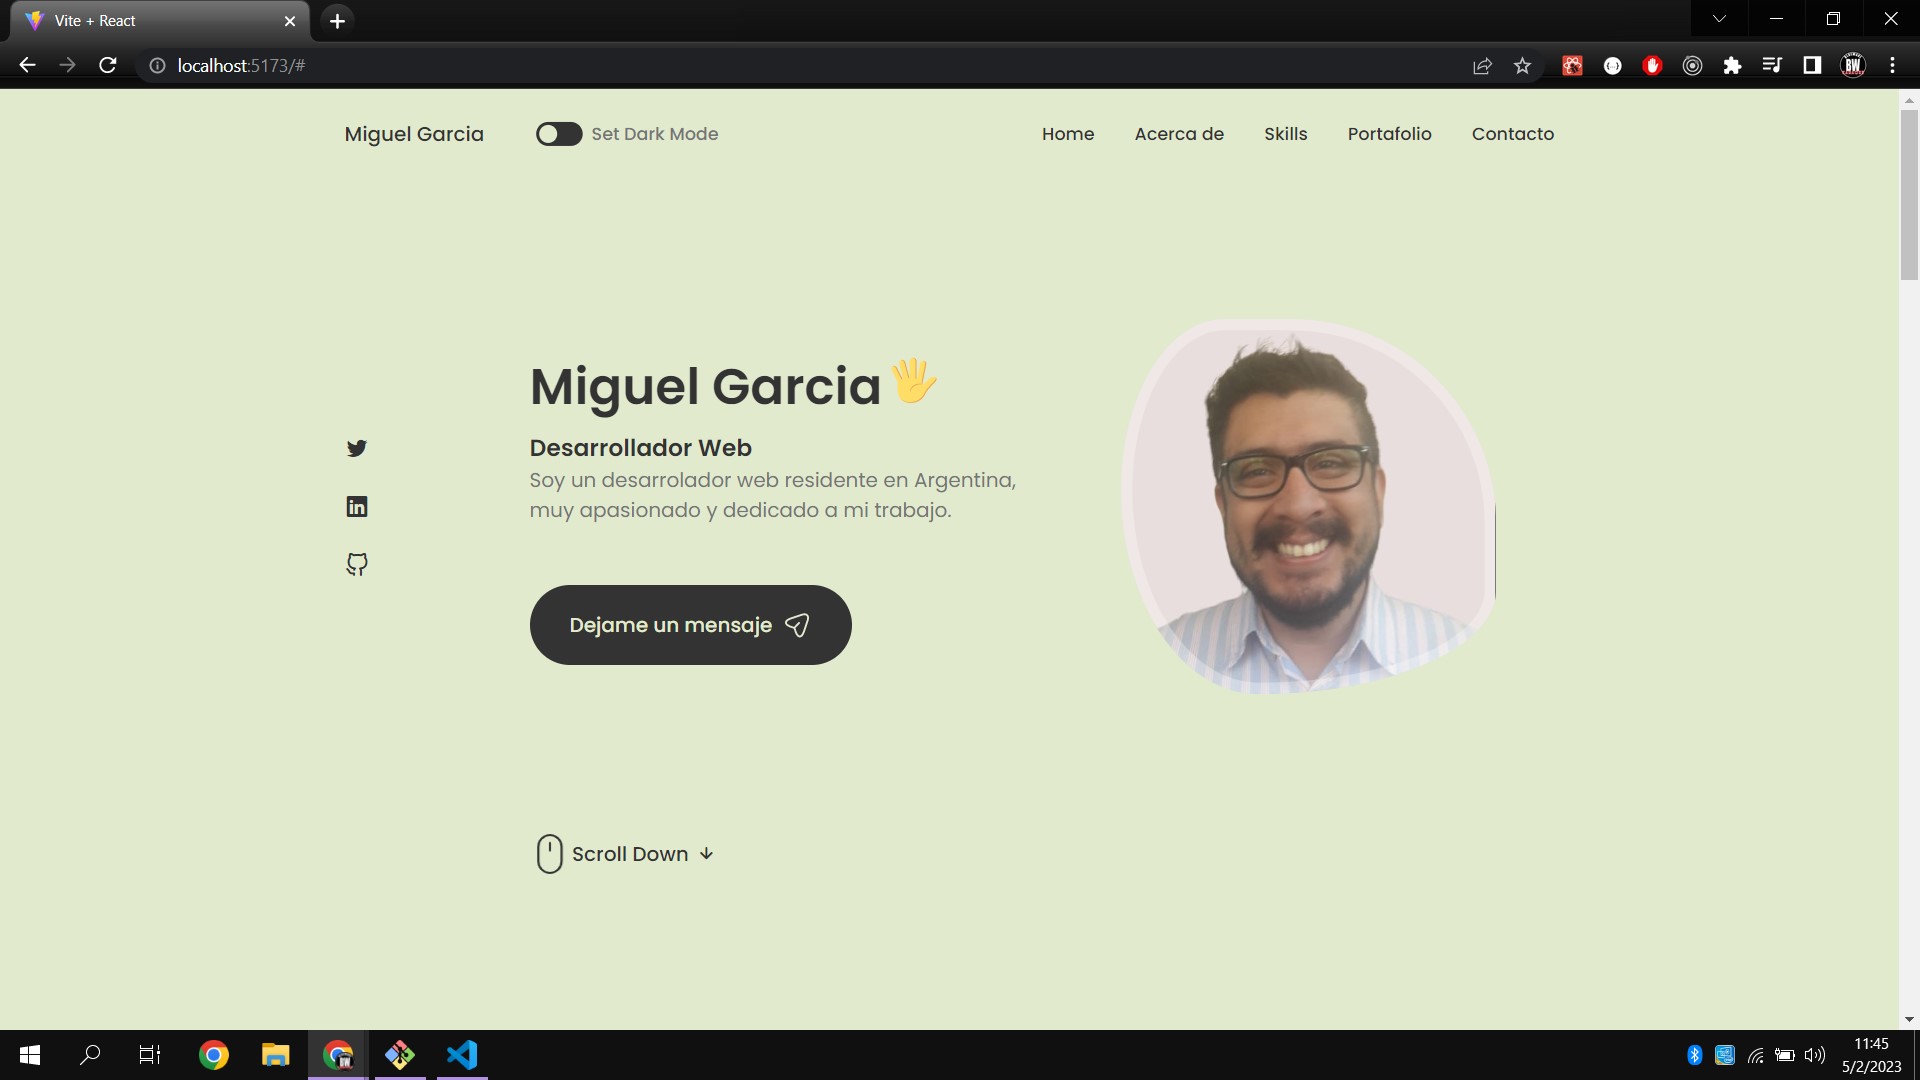 Vite + React
localhost:5173/#
BW
Miguel Garcia
Set Dark Mode
Home
Acerca de
Skills
Portafolio
Contacto
Miguel Garcia
Desarrollador Web
Soy un desarrolador web residente en Argentina,
muy apasionado y dedicado a mi trabajo.
in
Dejame un mensaje
Scroll Down
11:45
5/2/2023